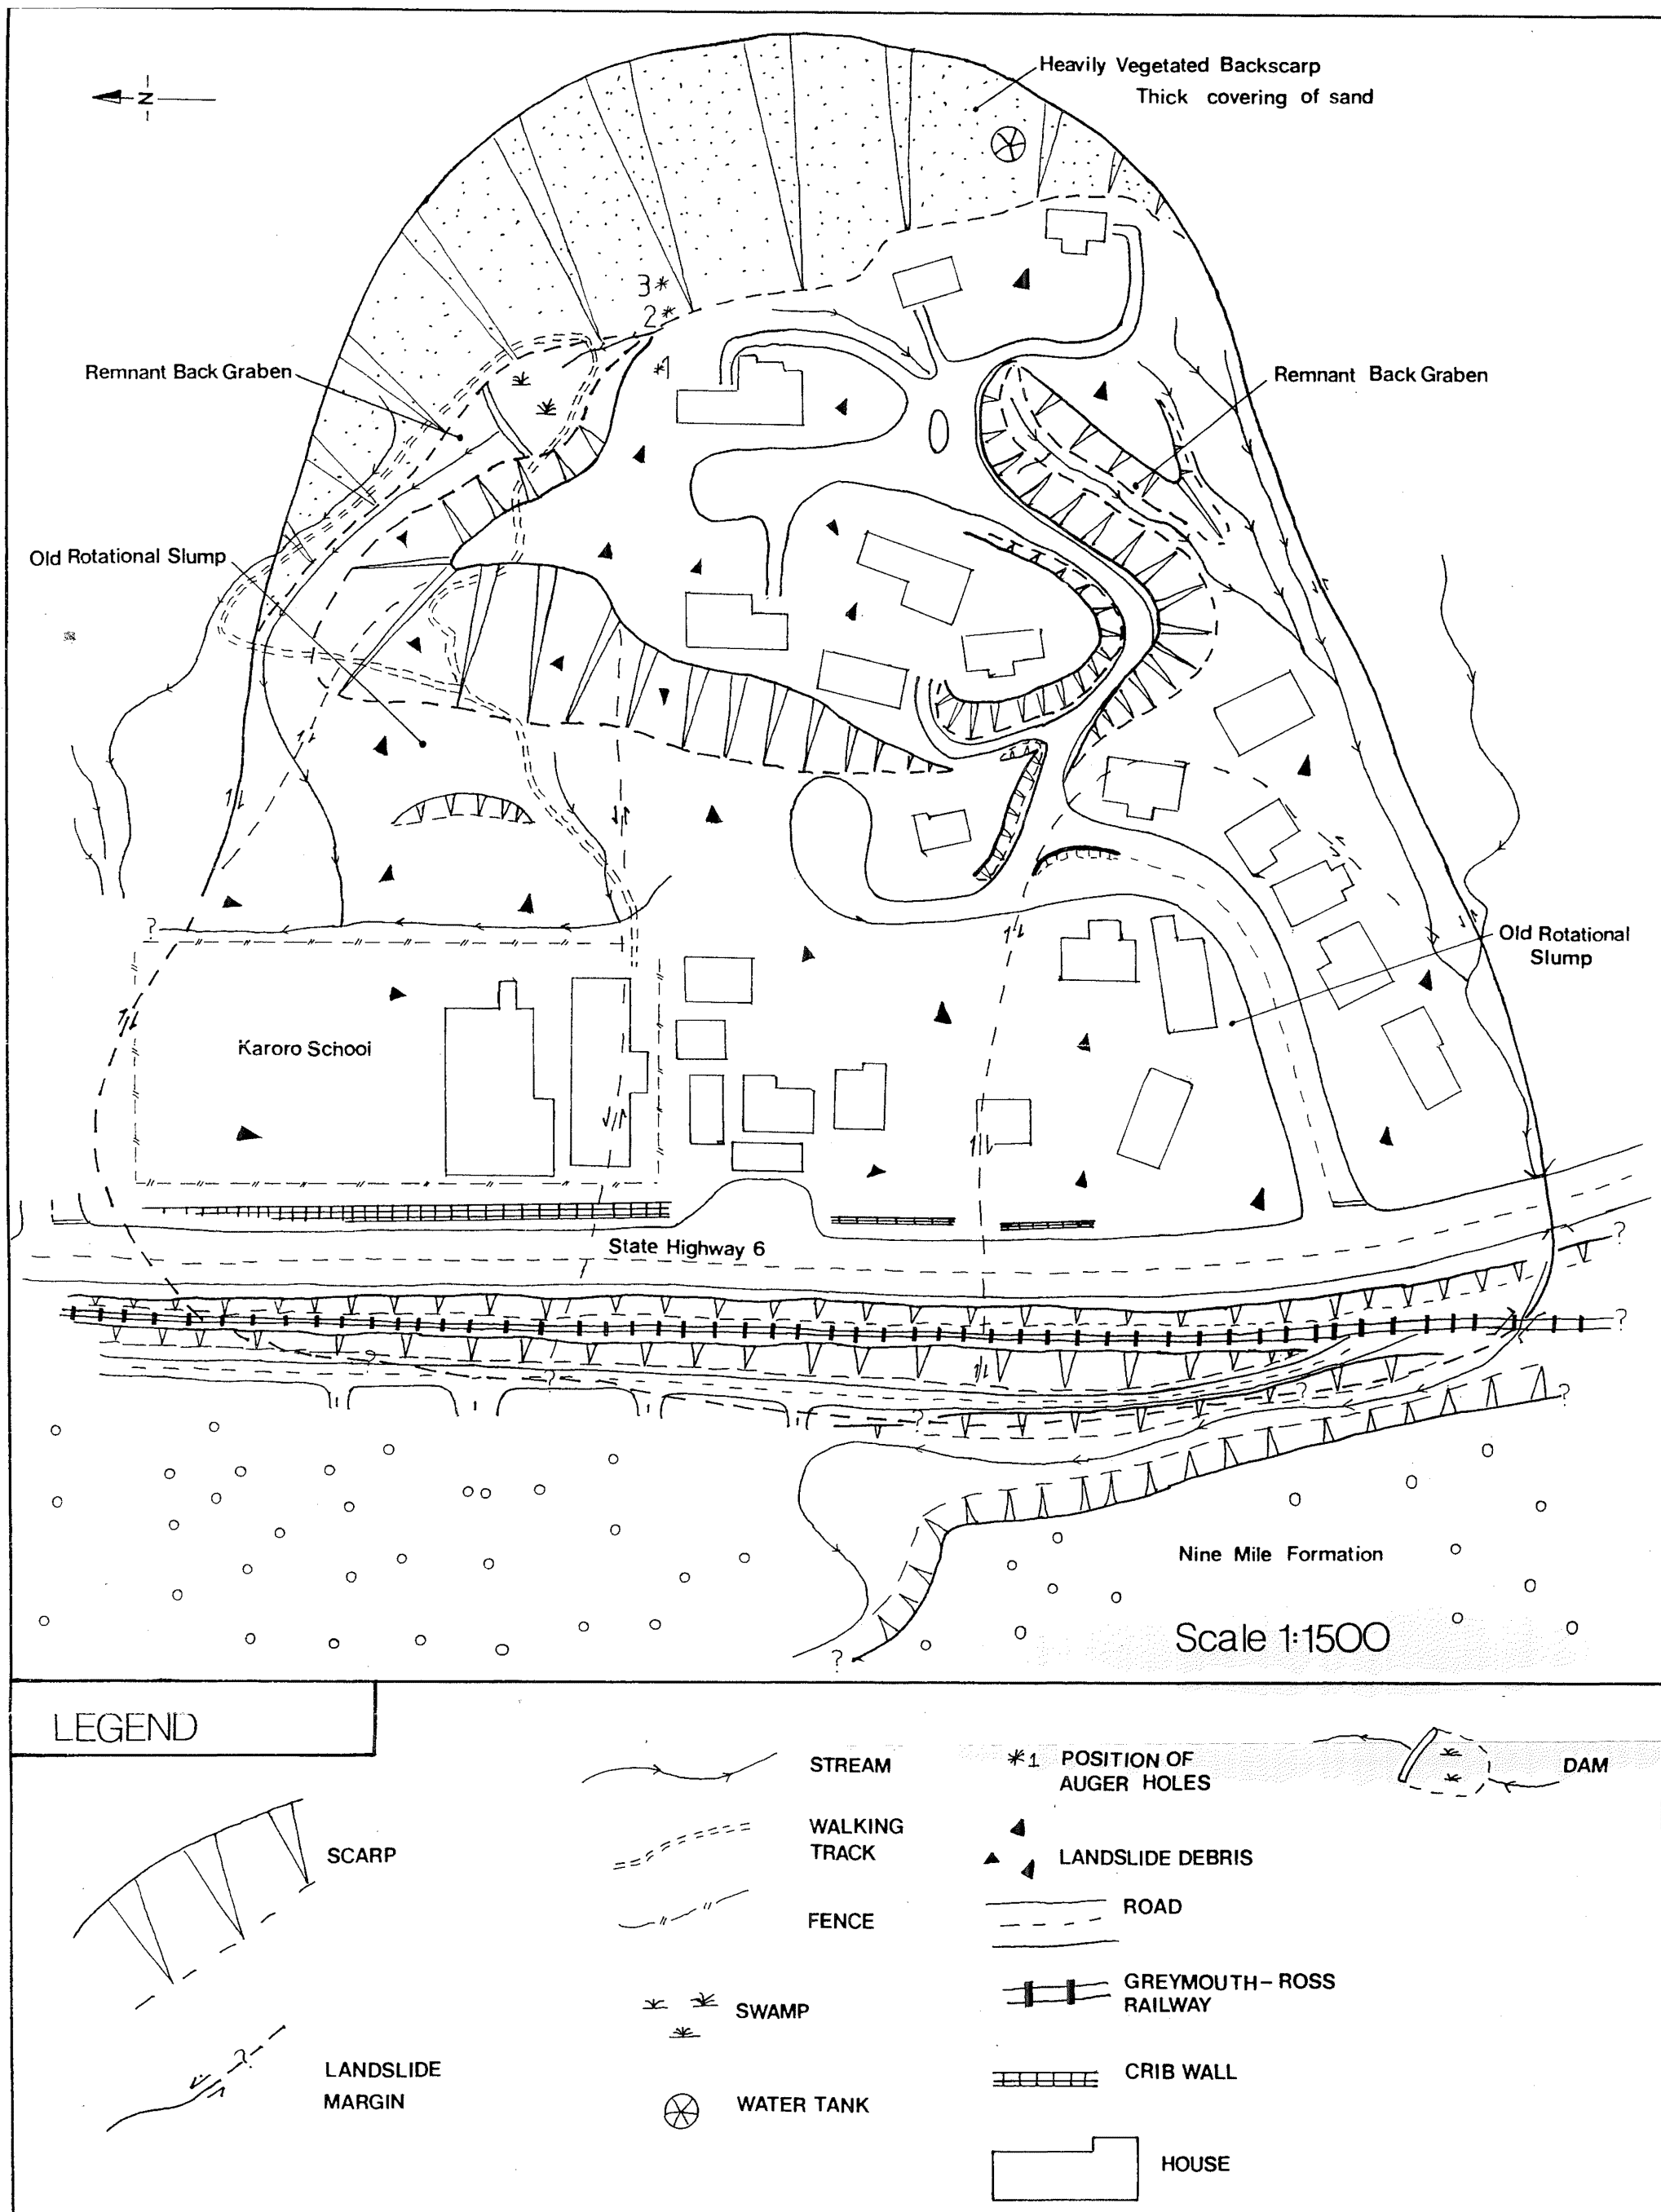 Heavily Vegetated Backscarp
Thick covering of sand
N
3*
2*
*1
Remnant Back Graben
Remnant Back Graben
Old Rotational Slump
?
Old Rotational
Slump
Karoro School
State Highway 6
?
?
?
?
?
?
?
Nine Mile Formation
Scale 1:1500
?
LEGEND
STREAM
*1 POSITION OF
AUGER HOLES
DAM
SCARP
WALKING
TRACK
LANDSLIDE DEBRIS
FENCE
ROAD
GREYMOUTH-ROSS
RAILWAY
SWAMP
?
LANDSLIDE
MARGIN
CRIB WALL
WATER TANK
HOUSE